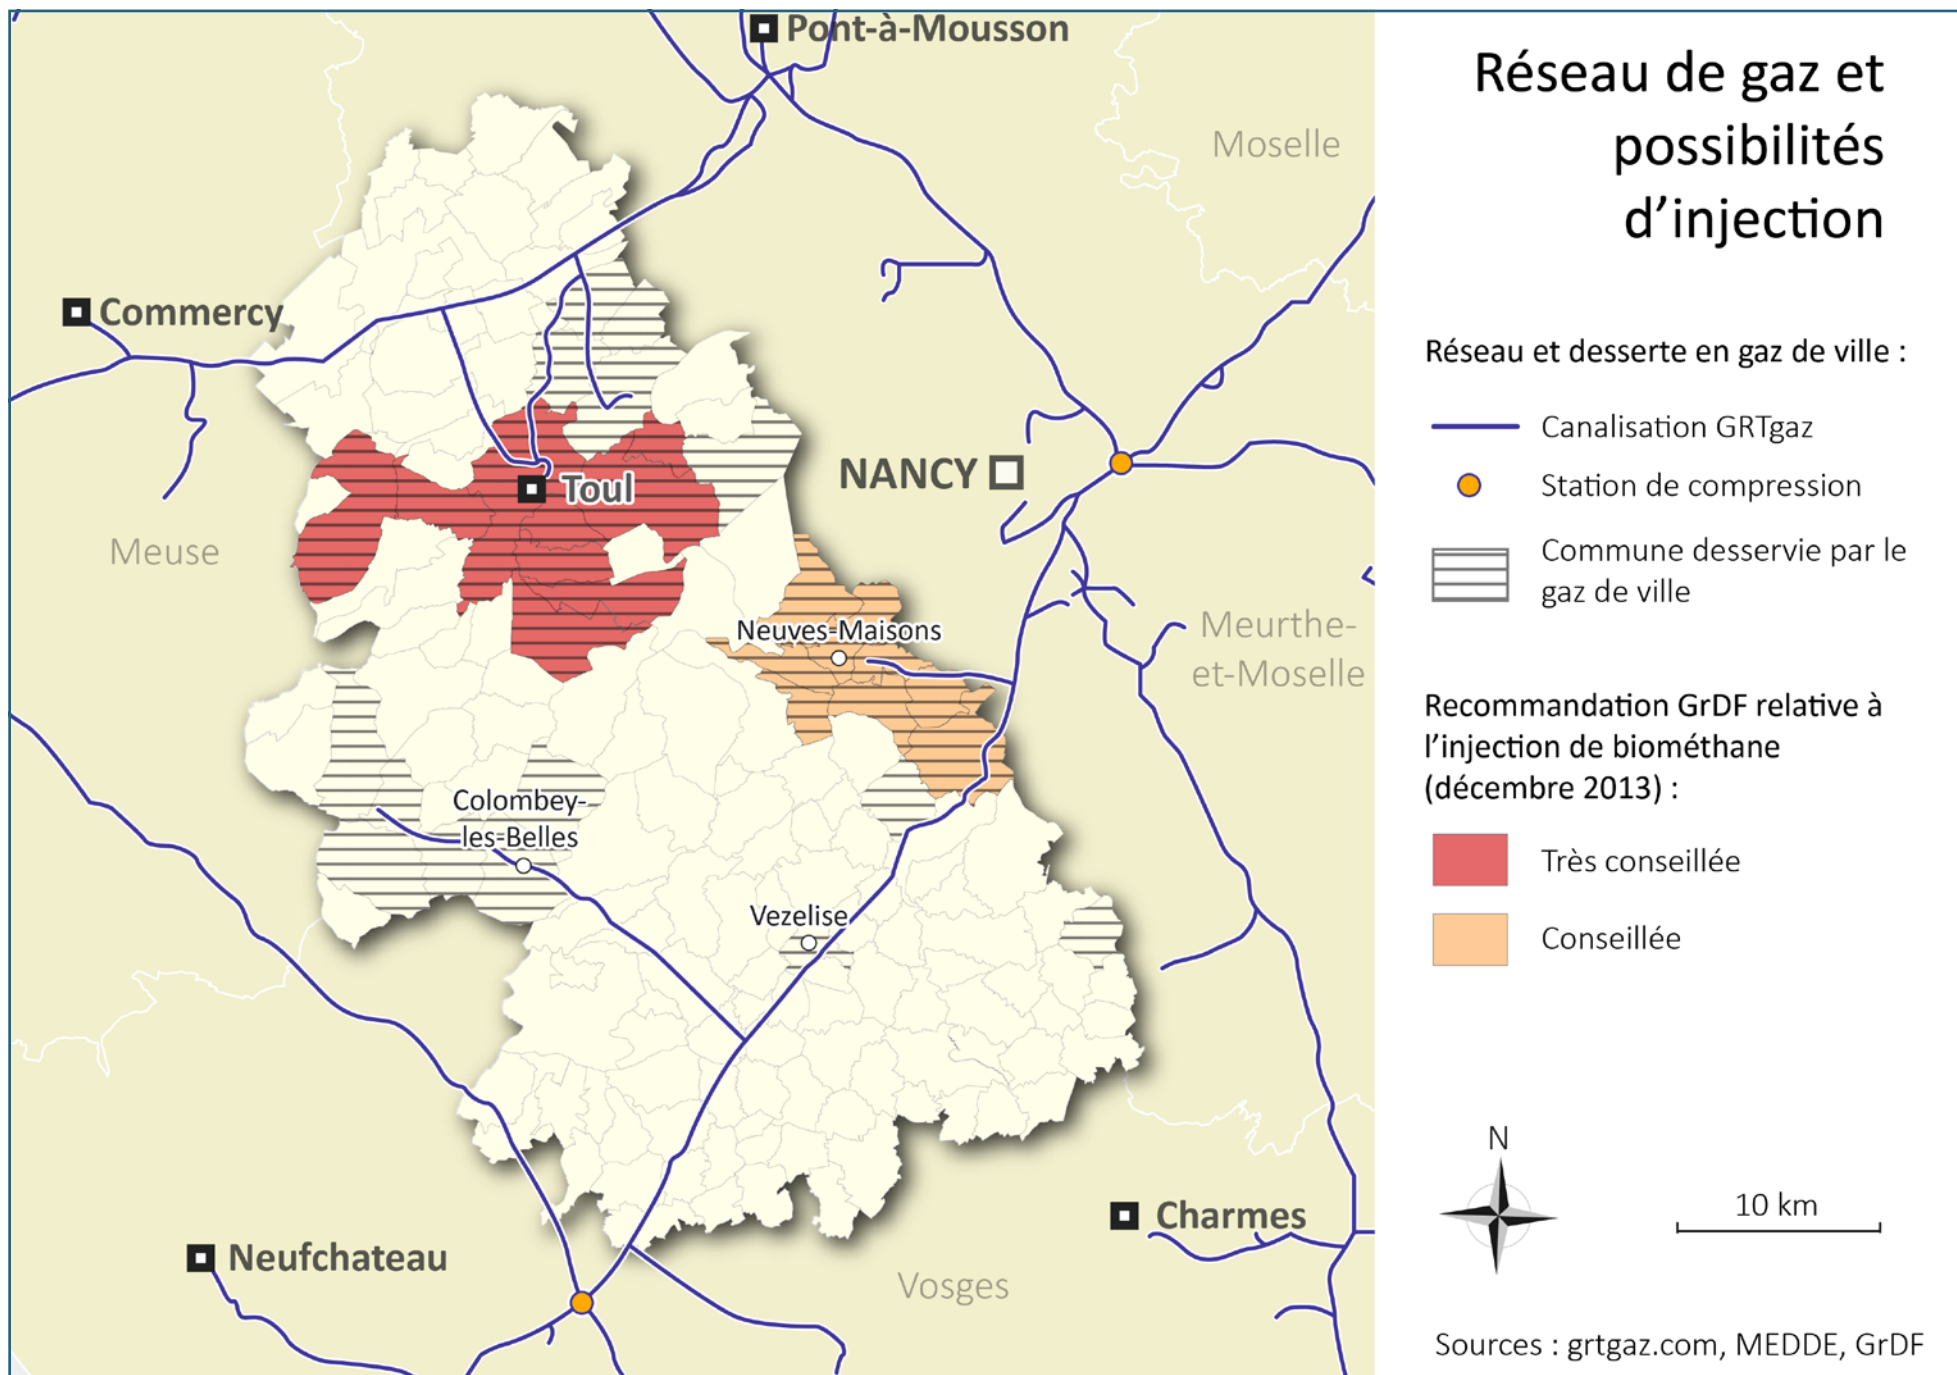 Réseau de gaz et
possibilités
d’injection
Pont-à-Mousson
Moselle
Commercy
Réseau et desserte en gaz de ville :
Canalisation GRTgaz
Station de compression
Commune desservie par le
gaz de ville
NANCY
Toul
Meuse
Neuves-Maisons
Meurthe-
et-Moselle
Recommandation GrDF relative à
l’injection de biométhane
(décembre 2013) :
Très conseillée
Conseillée
Colombey-
les-Belles
Vezelise
N
10 km
Charmes
Neufchateau
Vosges
Sources : grtgaz.com, MEDDE, GrDF